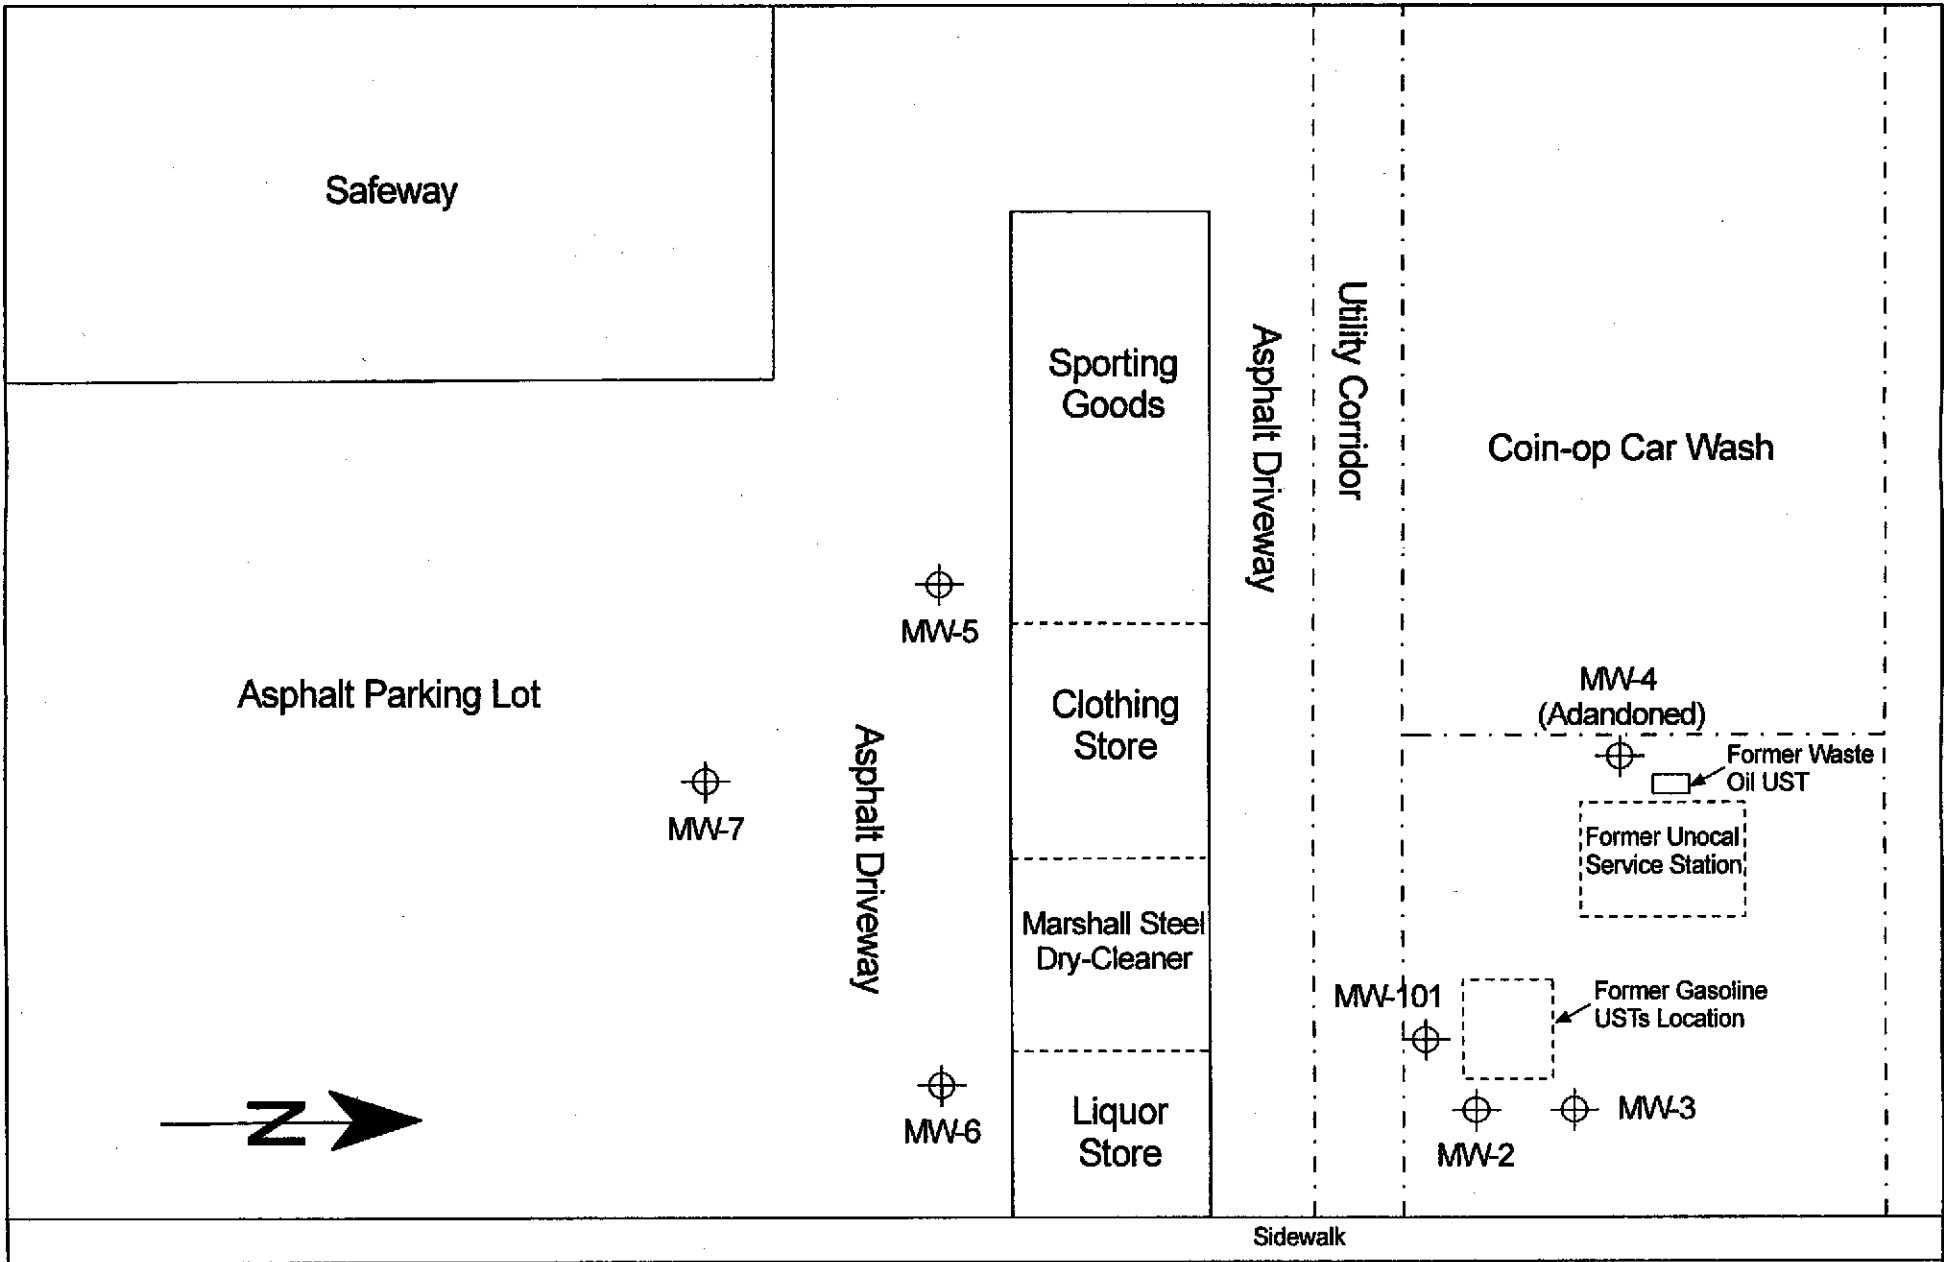 Safeway
Sporting
Goods
Asphalt Driveway
Utility Corridor
Coin-op Car Wash
MW-5
Asphalt Parking Lot
Clothing
Store
MW-4
(Adandoned)
Former Waste
Oil UST
Asphalt Driveway
MW-7
Former Unocal
Service Station
Marshall Steel
Dry-Cleaner
MW-101
Former Gasoline
USTs Location
N
MW-6
Liquor
Store
MW-3
MW-2
Sidewalk